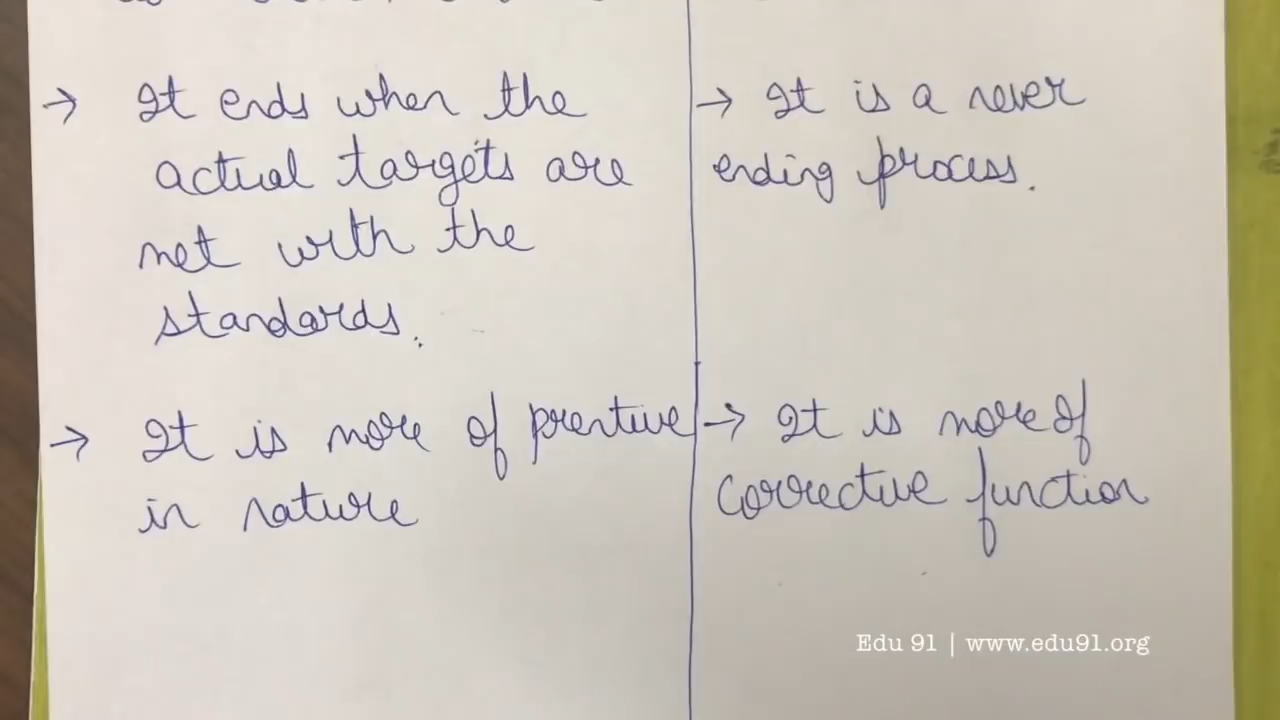 → It ends when the
actual targets are
met with the
standards.
→ It is more of prentive
in nature
→ It is a never
ending process.
→ It is more of
corrective function
Edu 91 | www.edu91.org